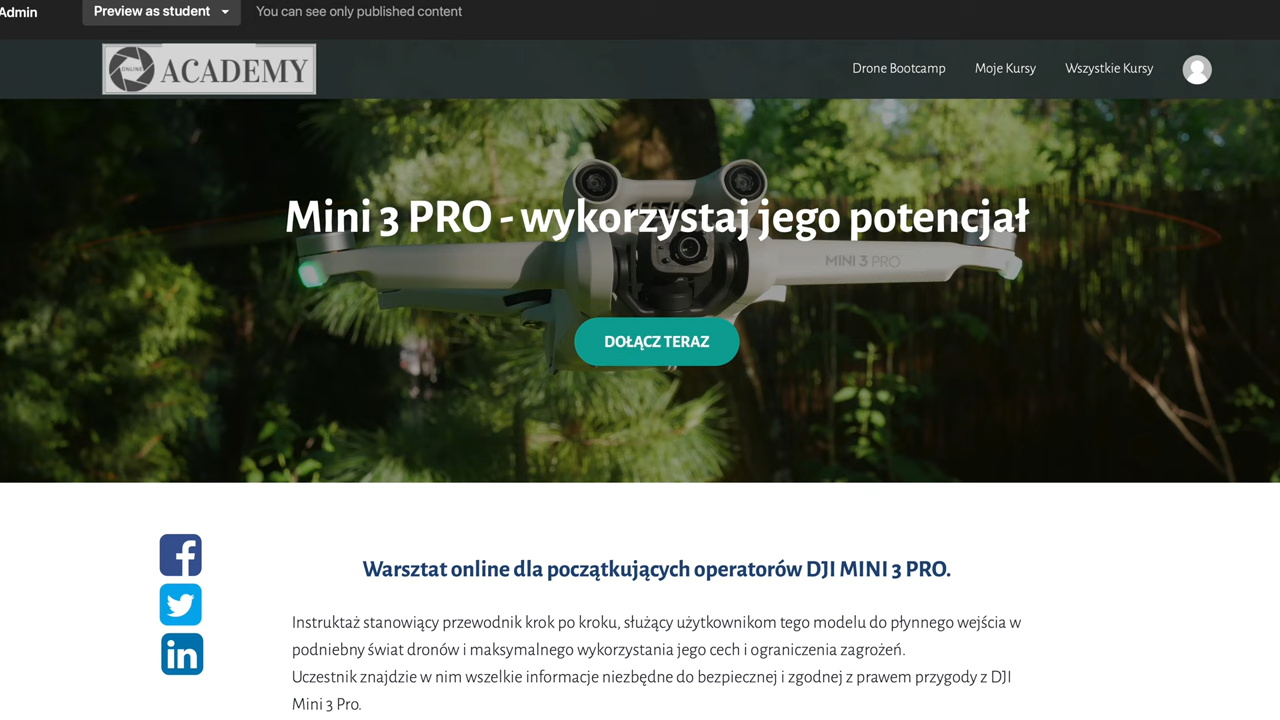 Admin
Preview as student
You can see only published content
ONLINE
ACADEMY
Drone Bootcamp
Moje Kursy
Wszystkie Kursy
Mini 3 PRO - wykorzystaj jego potencjał
MINI 3 PRO
DOŁĄCZ TERAZ
Warsztat online dla początkujących operatorów DJI MINI 3 PRO.
Instruktaż stanowiący przewodnik krok po kroku, służący użytkownikom tego modelu do płynnego wejścia w
podniebny świat dronów i maksymalnego wykorzystania jego cech i ograniczenia zagrożeń.
Uczestnik znajdzie w nim wszelkie informacje niezbędne do bezpiecznej i zgodnej z prawem przygody z DJI
Mini 3 Pro.